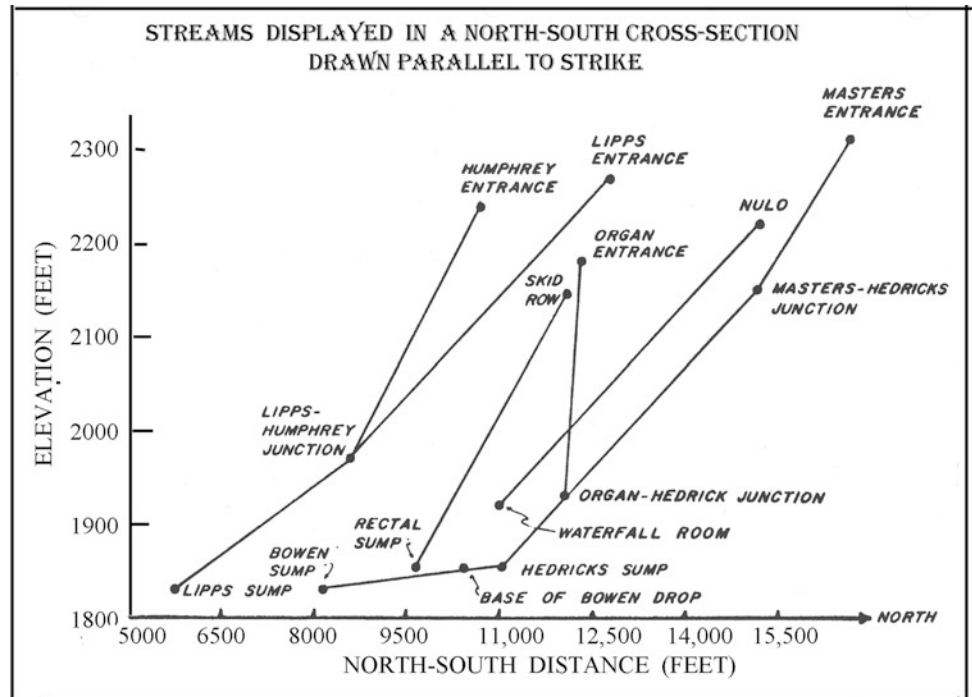 STREAMS DISPLAYED IN A NORTH-SOUTH CROSS-SECTION
DRAWN PARALLEL TO STRIKE
MASTERS
ENTRANCE
LIPPS
ENTRANCE
HUMPHREY
ENTRANCE
NULO
ORGAN
ENTRANCE
SKID
ROW
MASTERS-HEDRICKS
JUNCTION
LIPPS-
HUMPHREY
JUNCTION
ORGAN-HEDRICK JUNCTION
WATERFALL ROOM
RECTAL
SUMP
BOWEN
SUMP
HEDRICKS SUMP
LIPPS SUMP
BASE OF BOWEN DROP
ELEVATION (FEET)
2300
2200
2100
2000
1900
1800
5000 6500 8000 9500 11,000 12,500 14,000 15,500
NORTH
NORTH-SOUTH DISTANCE (FEET)